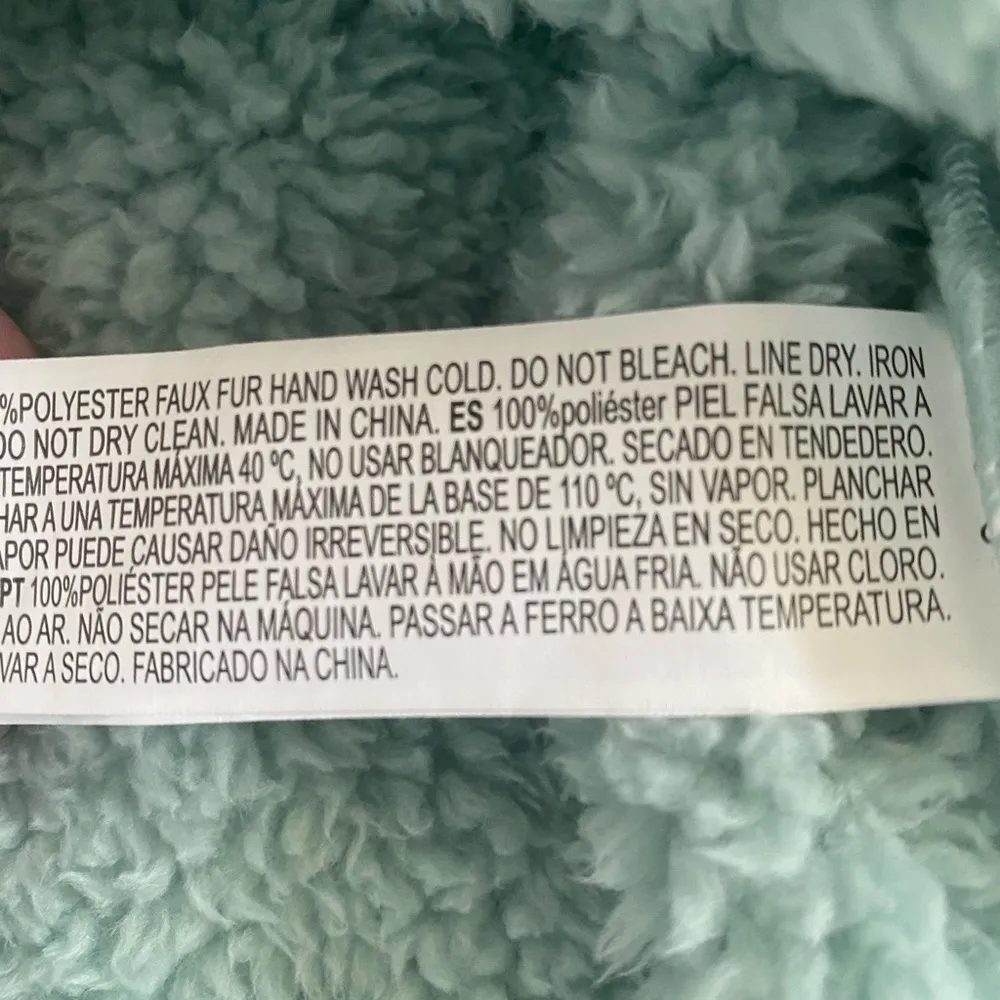 %POLYESTER FAUX FUR HAND WASH COLD. DO NOT BLEACH. LINE DRY. IRON
DO NOT DRY CLEAN. MADE IN CHINA. ES 100%poliéster PIEL FALSA LAVAR A
TEMPERATURA MÁXIMA 40 ºC, NO USAR BLANQUEADOR. SECADO EN TENDEDERO.
HAR A UNA TEMPERATURA MÁXIMA DE LA BASE DE 110 ºC, SIN VAPOR. PLANCHAR
APOR PUEDE CAUSAR DAÑO IRREVERSIBLE. NO LIMPIEZA EN SECO. HECHO EN
PT 100%POLIÉSTER PELE FALSA LAVAR À MÃO EM ÁGUA FRIA. NÃO USAR CLORO.
AO AR. NÃO SECAR NA MÁQUINA. PASSAR A FERRO A BAIXA TEMPERATURA.
VAR A SECO. FABRICADO NA CHINA.